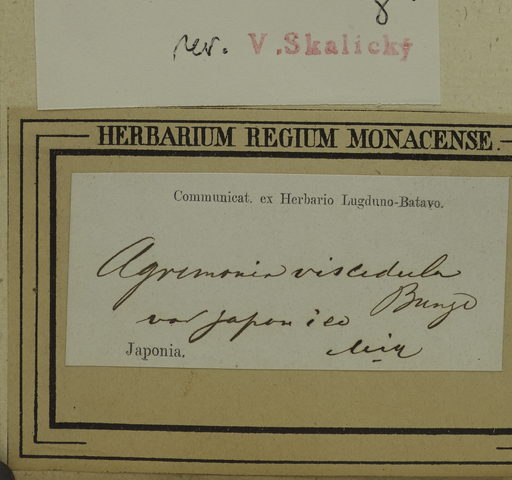 rev. V. Skalický
HERBARIUM REGIUM MONACENSE.
Communicat. ex Herbario Lugduno-Batavo.
Agrimonia viscidula
Bunge
var japonica
Japonia. Miq